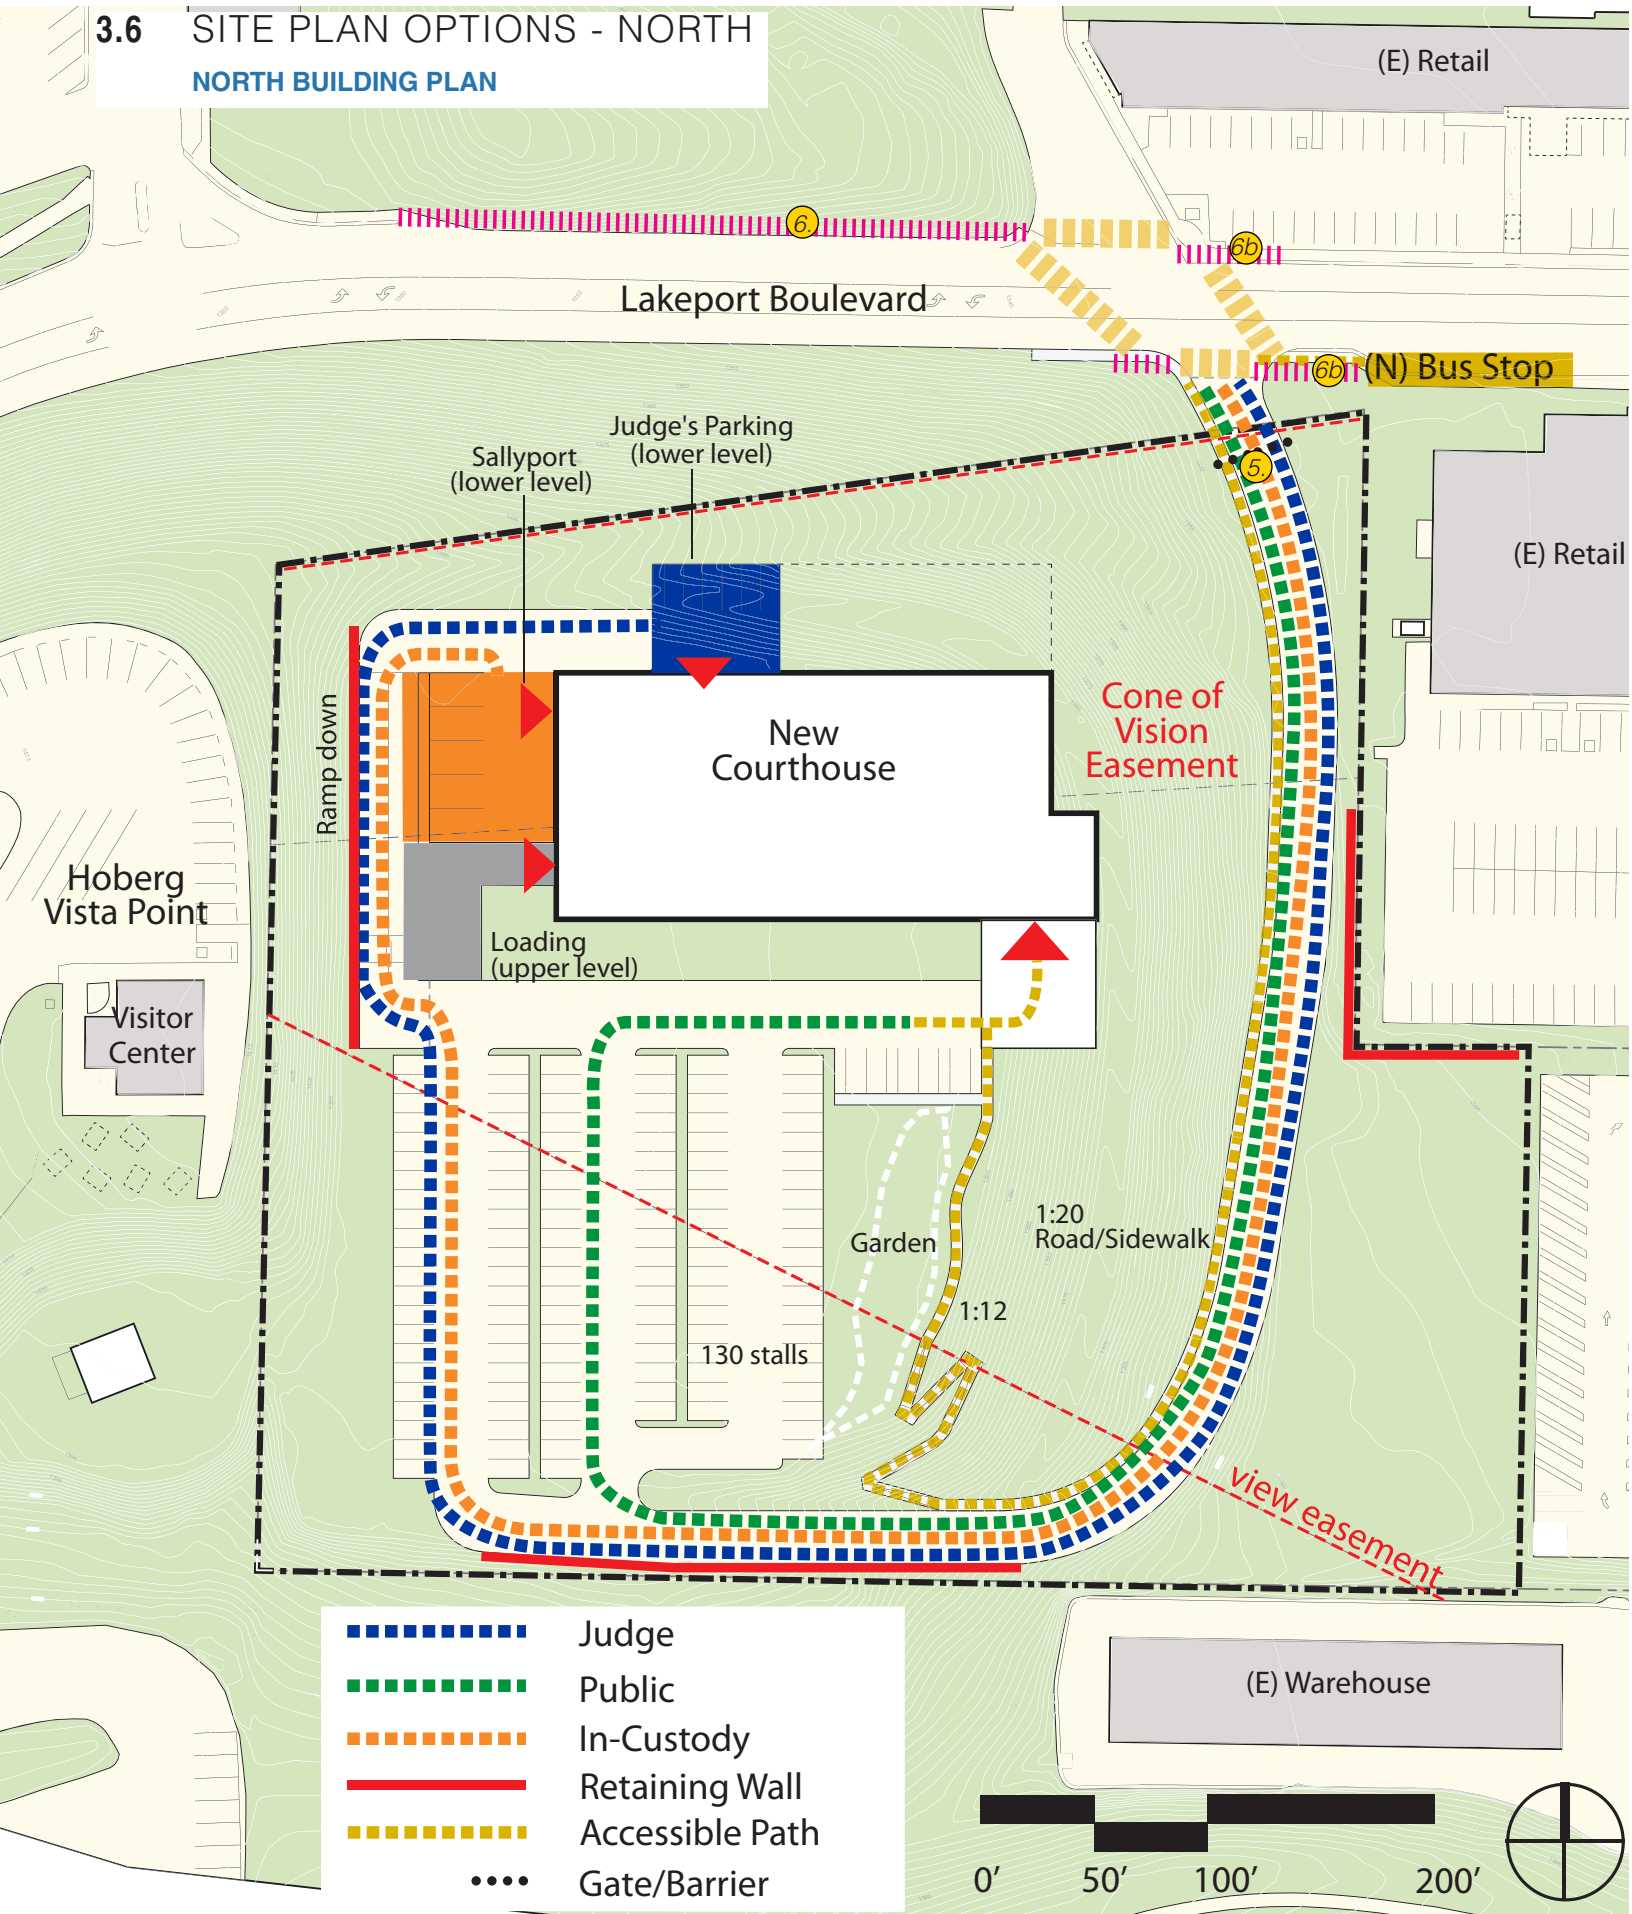 3.6 SITE PLAN OPTIONS - NORTH
NORTH BUILDING PLAN
(E) Retail
6.
6b
Lakeport Boulevard
6b
(N) Bus Stop
Judge's Parking
(lower level)
Sallyport
(lower level)
5.
(E) Retail
Ramp down
New
Courthouse
Cone of
Vision
Easement
Hoberg
Vista Point
Loading
(upper level)
Visitor
Center
1:20
Road/Sidewalk
Garden
1:12
130 stalls
view easement
Judge
Public
In-Custody
Retaining Wall
Accessible Path
Gate/Barrier
(E) Warehouse
0’ 50’ 100’ 200’